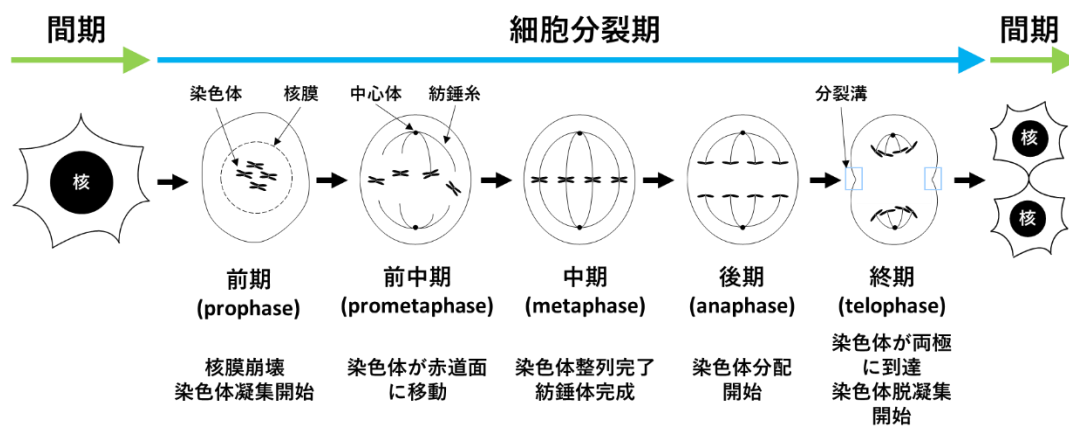 間期
細胞分裂期
間期
染色体
核膜
中心体
紡錘糸
分裂溝
核
核
核
前期
(prophase)
前中期
(prometaphase)
中期
(metaphase)
後期
(anaphase)
終期
(telophase)
核膜崩壊
染色体凝集開始
染色体が赤道面
に移動
染色体整列完了
紡錘体完成
染色体分配
開始
染色体が両極
に到達
染色体脱凝集
開始